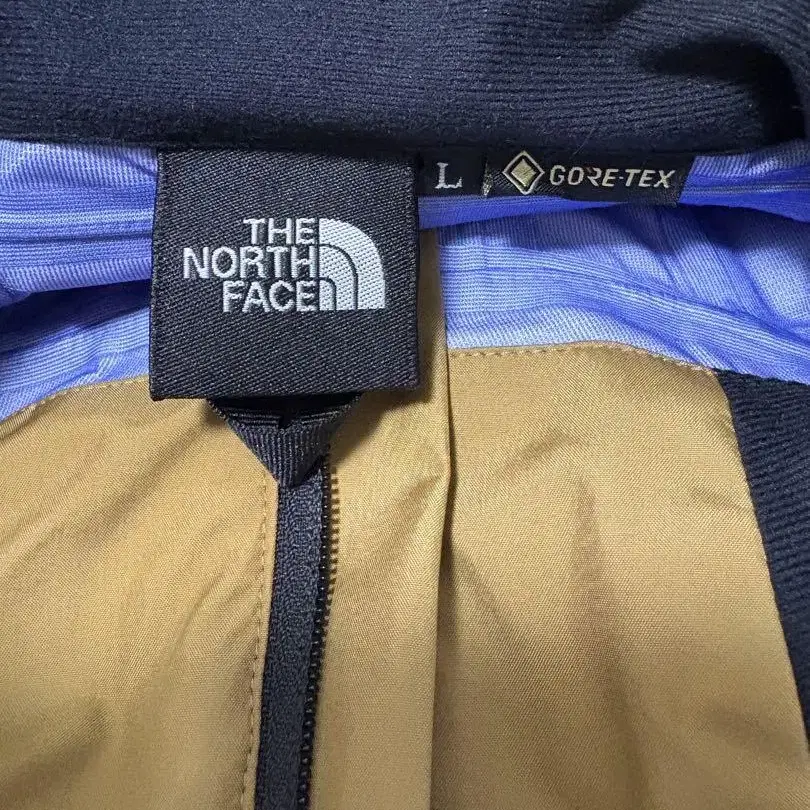 THE
NORTH
FACE
L
GORE-TEX